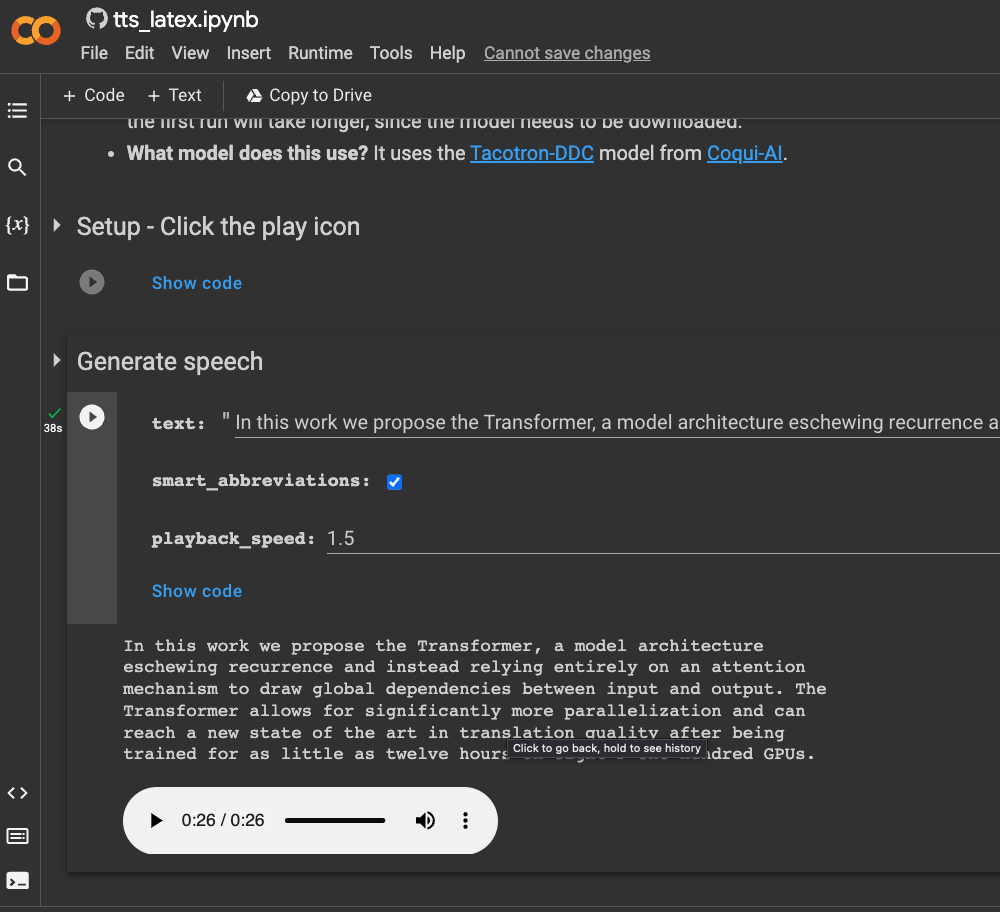 tts_latex.ipynb
File Edit View Insert Runtime Tools Help Cannot save changes
+ Code + Text Copy to Drive
the first run will take longer, since the model needs to be downloaded.
• What model does this use? It uses the Tacotron-DDC model from Coqui-AI.
{x}
Setup - Click the play icon
Show code
Generate speech
38s
text: " In this work we propose the Transformer, a model architecture eschewing recurrence a
smart_abbreviations:
playback_speed: 1.5
Show code
In this work we propose the Transformer, a model architecture
eschewing recurrence and instead relying entirely on an attention
mechanism to draw global dependencies between input and output. The
Transformer allows for significantly more parallelization and can
reach a new state of the art in translation quality after being
trained for as little as twelve hours GPUs.
Click to go back, hold to see history
0:26 / 0:26